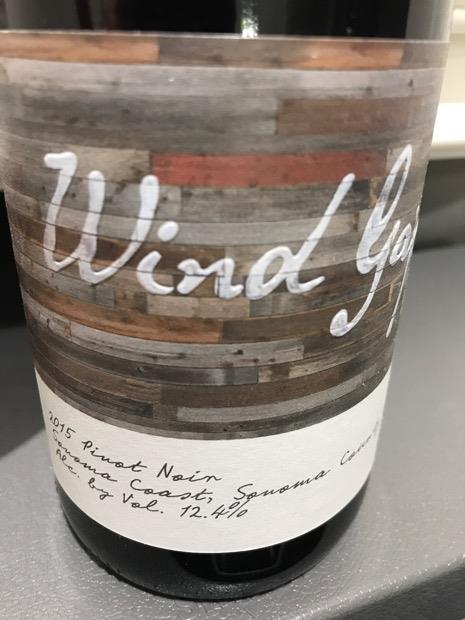 Wind
2015 Pinot Noir
Sonoma Coast, Sonoma
Alc. by Vol. 12.4%